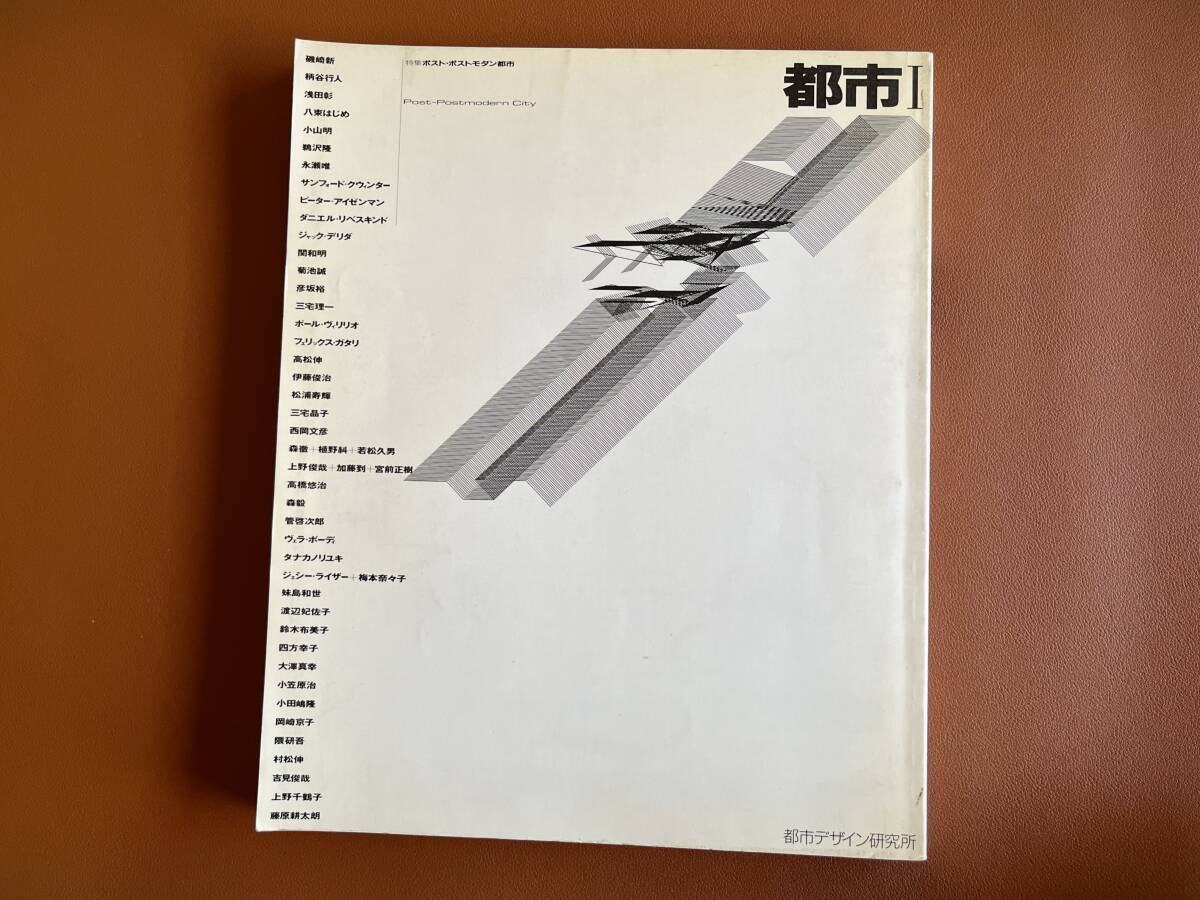 磯崎新
柄谷行人
浅田彰
八束はじめ
小山明
鵜沢隆
永瀬唯
サンフォード・クウィンター
ピーター・アイゼンマン
ダニエル・リベスキンド
ジャック・デリダ
関和明
菊池誠
彦坂裕
三宅理一
ポール・ヴィリリオ
フェリックス・ガタリ
高松伸
伊藤俊治
松浦寿輝
三宅晶子
西岡文彦
森徹+植野糾+若松久男
上野俊哉+加藤到+宮前正樹
高橋悠治
森毅
管啓次郎
ヴェラ・ボーディ
タナカノリユキ
ジェシー・ライザー+梅本奈々子
妹島和世
渡辺妃佐子
鈴木布美子
四方幸子
大澤真幸
小笠原治
小田嶋隆
岡崎京子
隈研吾
村松伸
吉見俊哉
上野千鶴子
藤原耕太朗
特集 ポスト・ポストモダン都市
Post-Postmodern City
都市I
都市デザイン研究所